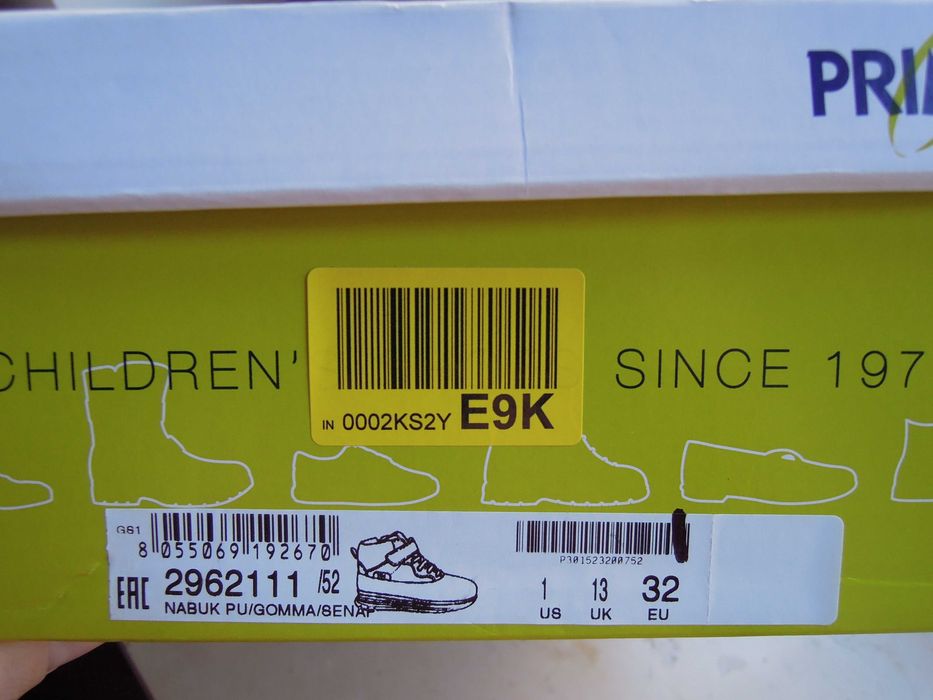 PRI
CHILDREN' SINCE 197
IN 0002KS2Y E9K
GS1
8 055069 192670
P301523200752
EAC 2962111 /52
NABUK PU/GOMMA/SENAP
1 13 32
US UK EU